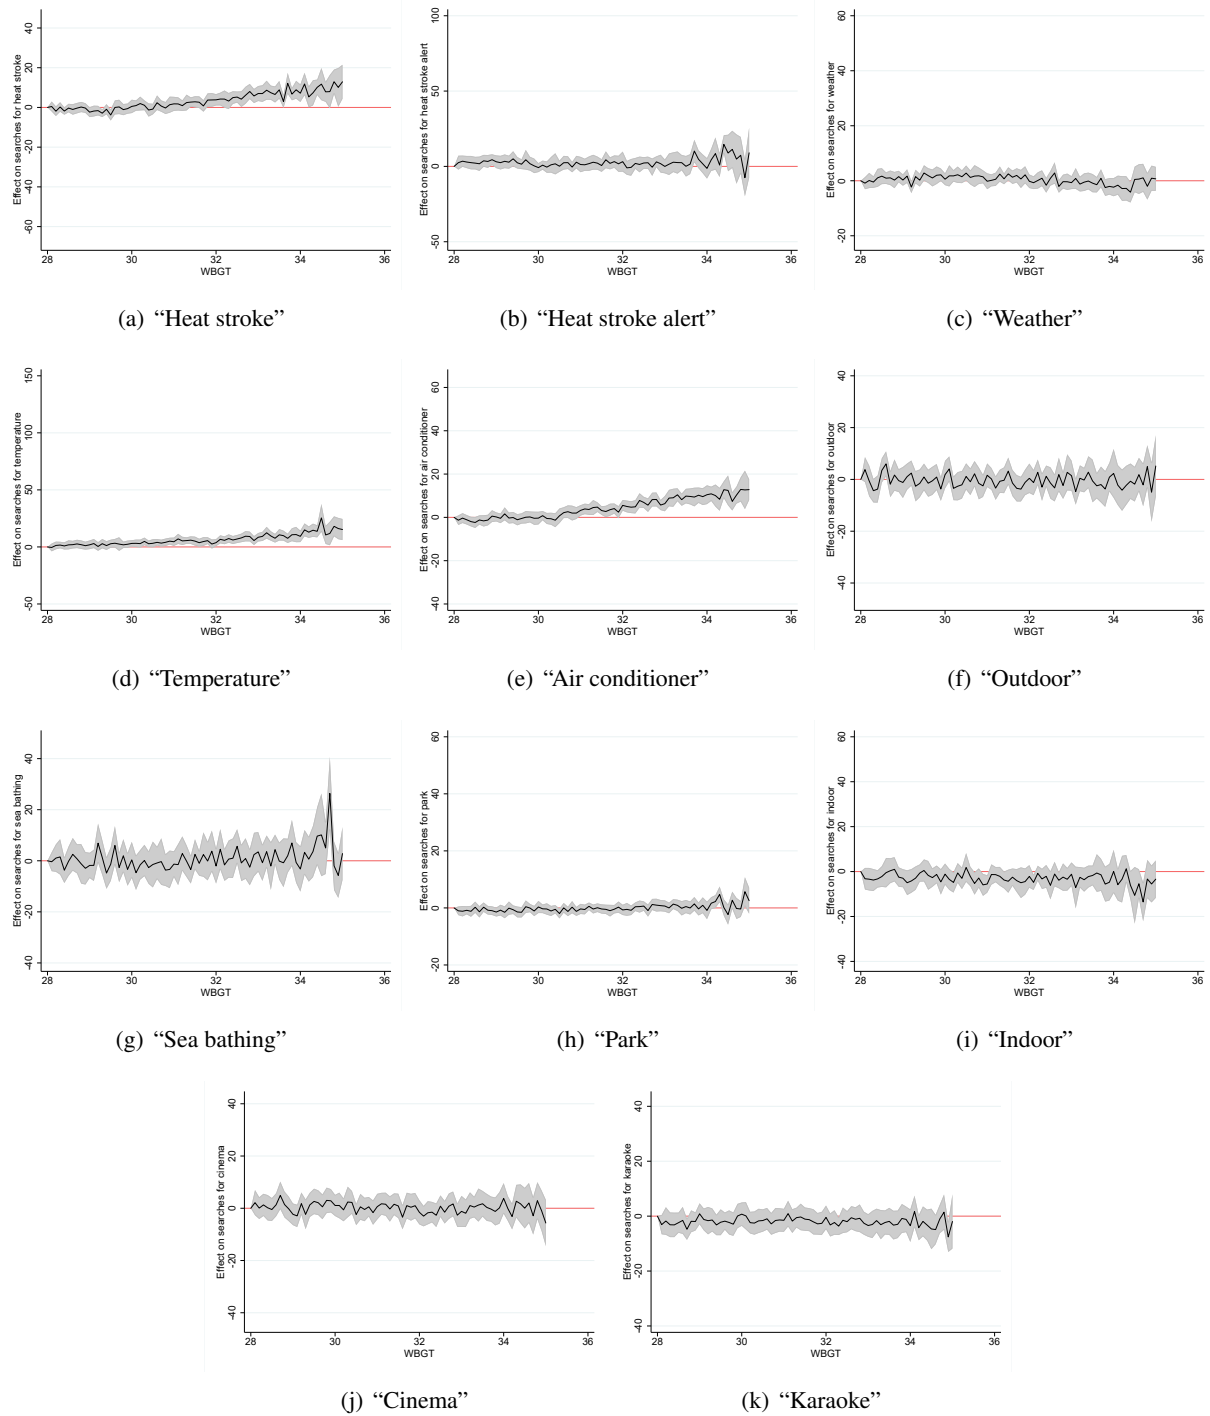 Effect on searches for heat stroke
40
20
0
-20
-40
-60
28 30 32 34 36
WBGT
(a) “Heat stroke”
Effect on searches for heat stroke alert
100
50
0
-50
28 30 32 34 36
WBGT
(b) “Heat stroke alert”
Effect on searches for weather
60
40
20
0
-20
28 30 32 34 36
WBGT
(c) “Weather”
Effect on searches for temperature
150
100
50
0
-50
28 30 32 34 36
WBGT
(d) “Temperature”
Effect on searches for air conditioner
60
40
20
0
-20
-40
28 30 32 34 36
WBGT
(e) “Air conditioner”
Effect on searches for outdoor
40
20
0
-20
-40
28 30 32 34 36
WBGT
(f) “Outdoor”
Effect on searches for sea bathing
40
20
0
-20
-40
28 30 32 34 36
WBGT
(g) “Sea bathing”
Effect on searches for park
60
40
20
0
-20
28 30 32 34 36
WBGT
(h) “Park”
Effect on searches for indoor
60
40
20
0
-20
-40
28 30 32 34 36
WBGT
(i) “Indoor”
Effect on searches for cinema
40
20
0
-20
-40
28 30 32 34 36
WBGT
(j) “Cinema”
Effect on searches for karaoke
40
20
0
-20
-40
28 30 32 34 36
WBGT
(k) “Karaoke”